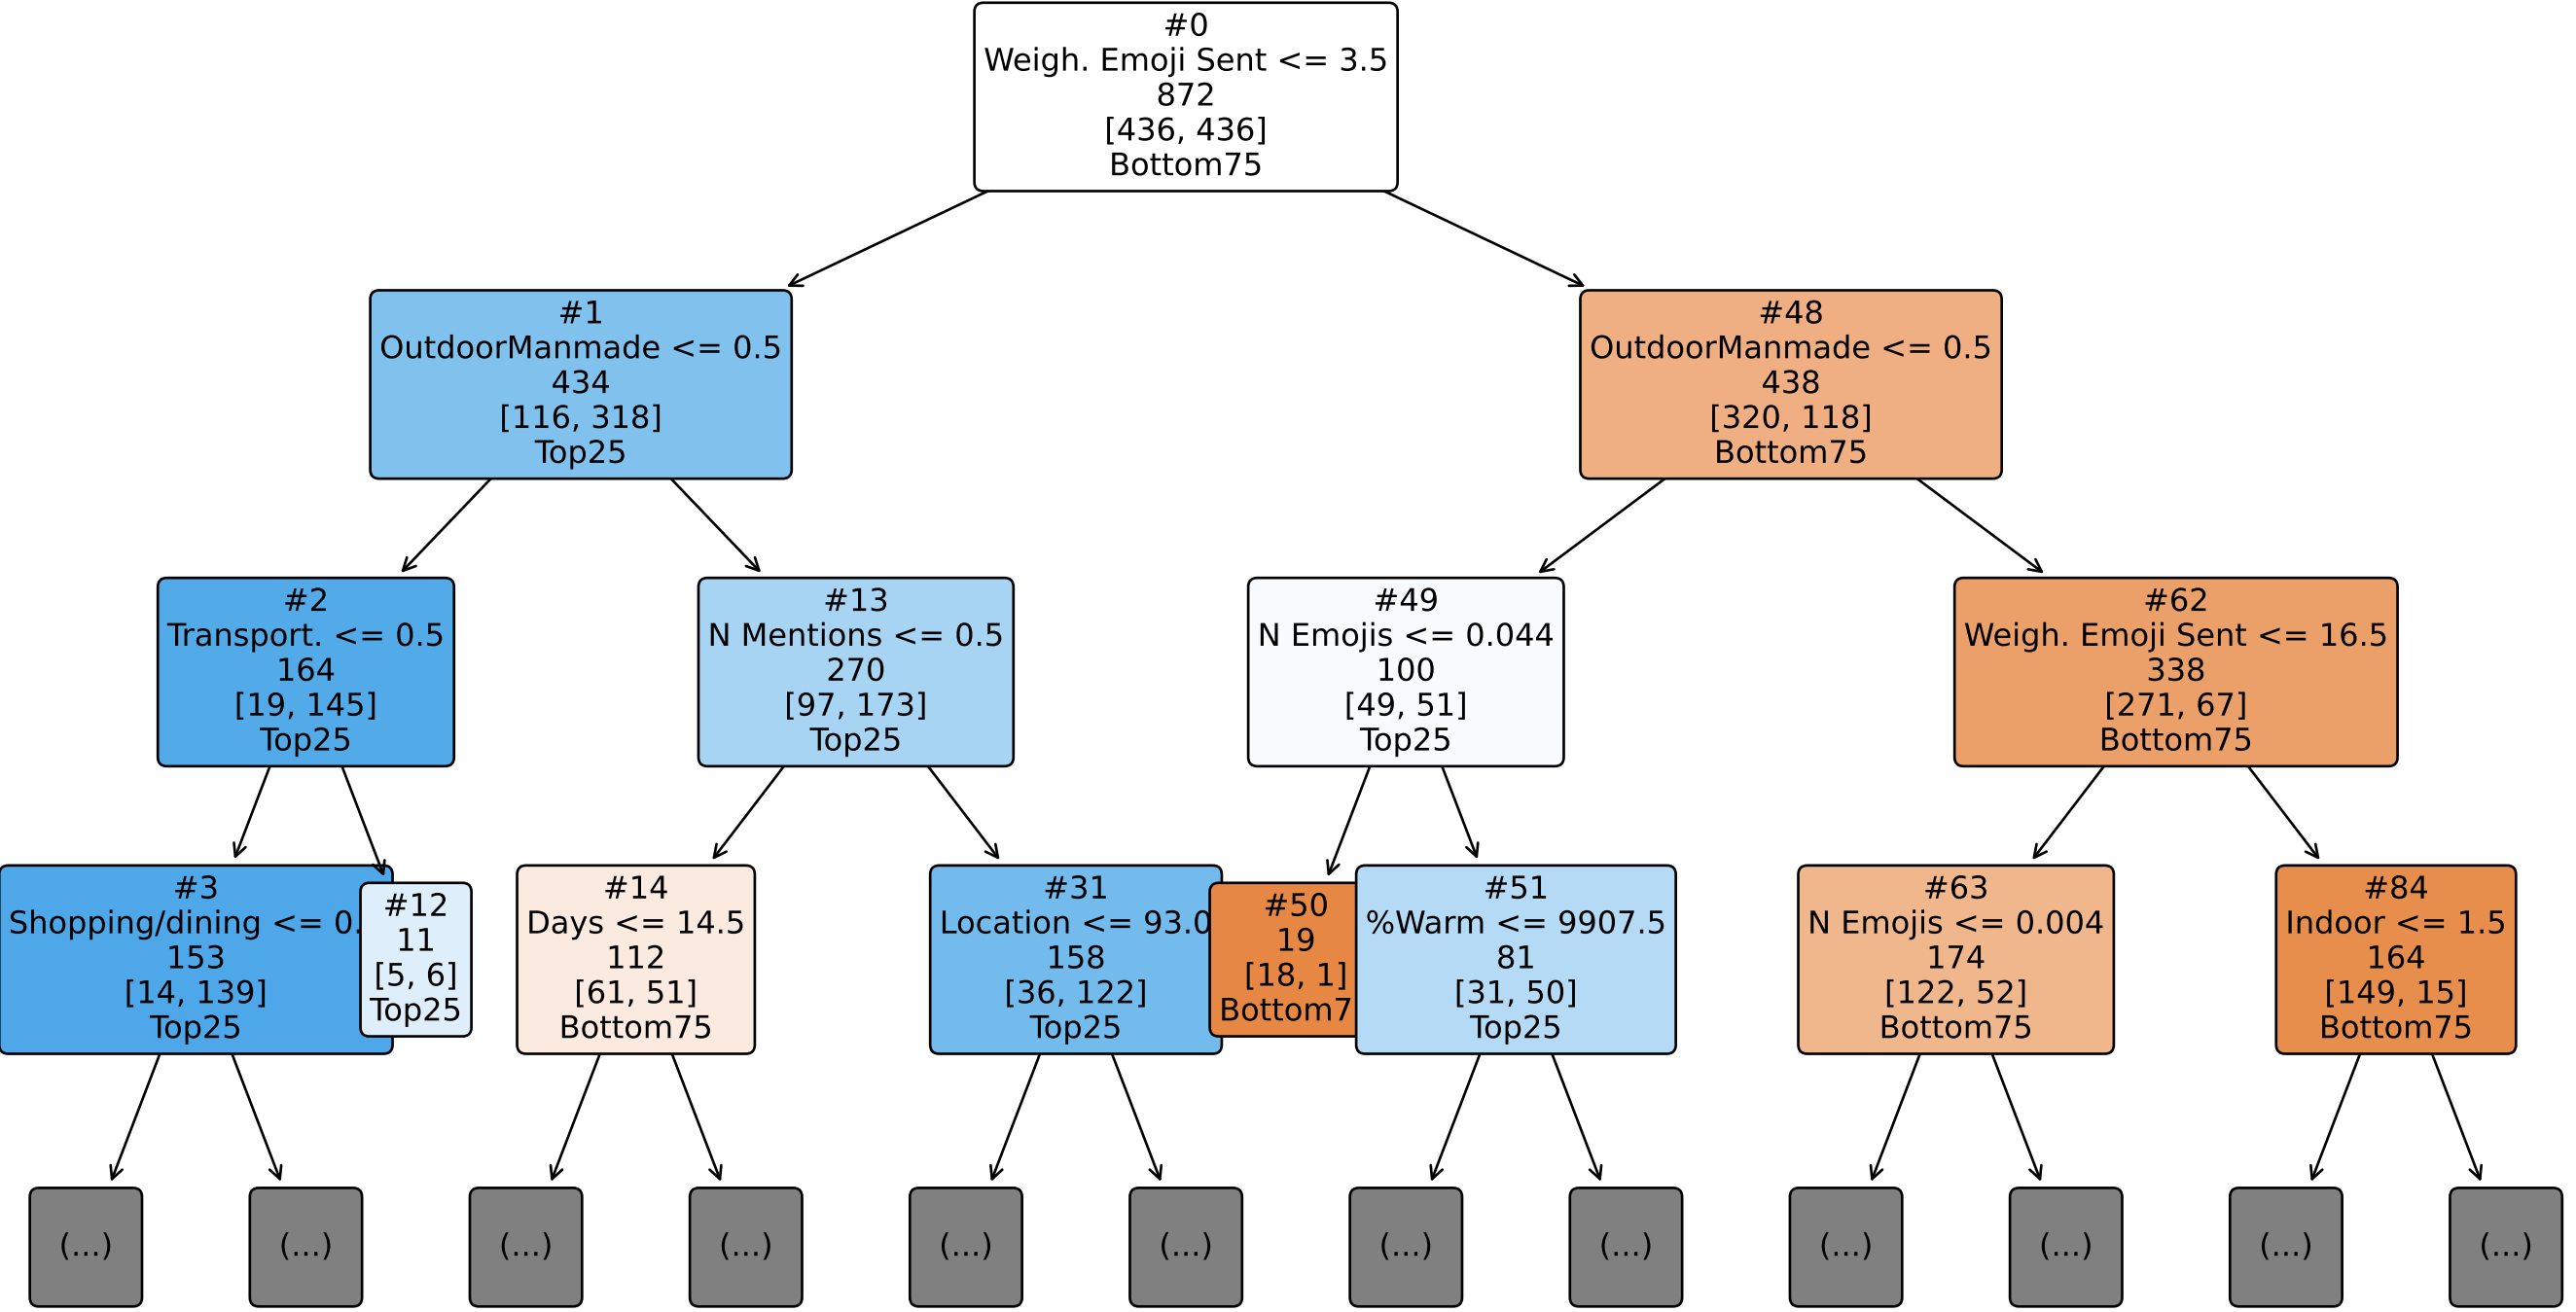 #0
Weigh. Emoji Sent <= 3.5
872
[436, 436]
Bottom75
#1
OutdoorManmade <= 0.5
434
[116, 318]
Top25
#48
OutdoorManmade <= 0.5
438
[320, 118]
Bottom75
#2
Transport. <= 0.5
164
[19, 145]
Top25
#13
N Mentions <= 0.5
270
[97, 173]
Top25
#49
N Emojis <= 0.044
100
[49, 51]
Top25
#62
Weigh. Emoji Sent <= 16.5
338
[271, 67]
Bottom75
#3
Shopping/dining <= 0.
153
[14, 139]
Top25
#12
11
[5, 6]
Top25
#14
Days <= 14.5
112
[61, 51]
Bottom75
#31
Location <= 93.0
158
[36, 122]
Top25
#50
19
[18, 1]
Bottom7
#51
%Warm <= 9907.5
81
[31, 50]
Top25
#63
N Emojis <= 0.004
174
[122, 52]
Bottom75
#84
Indoor <= 1.5
164
[149, 15]
Bottom75
(...)
(...)
(...)
(...)
(...)
(...)
(...)
(...)
(...)
(...)
(...)
(...)